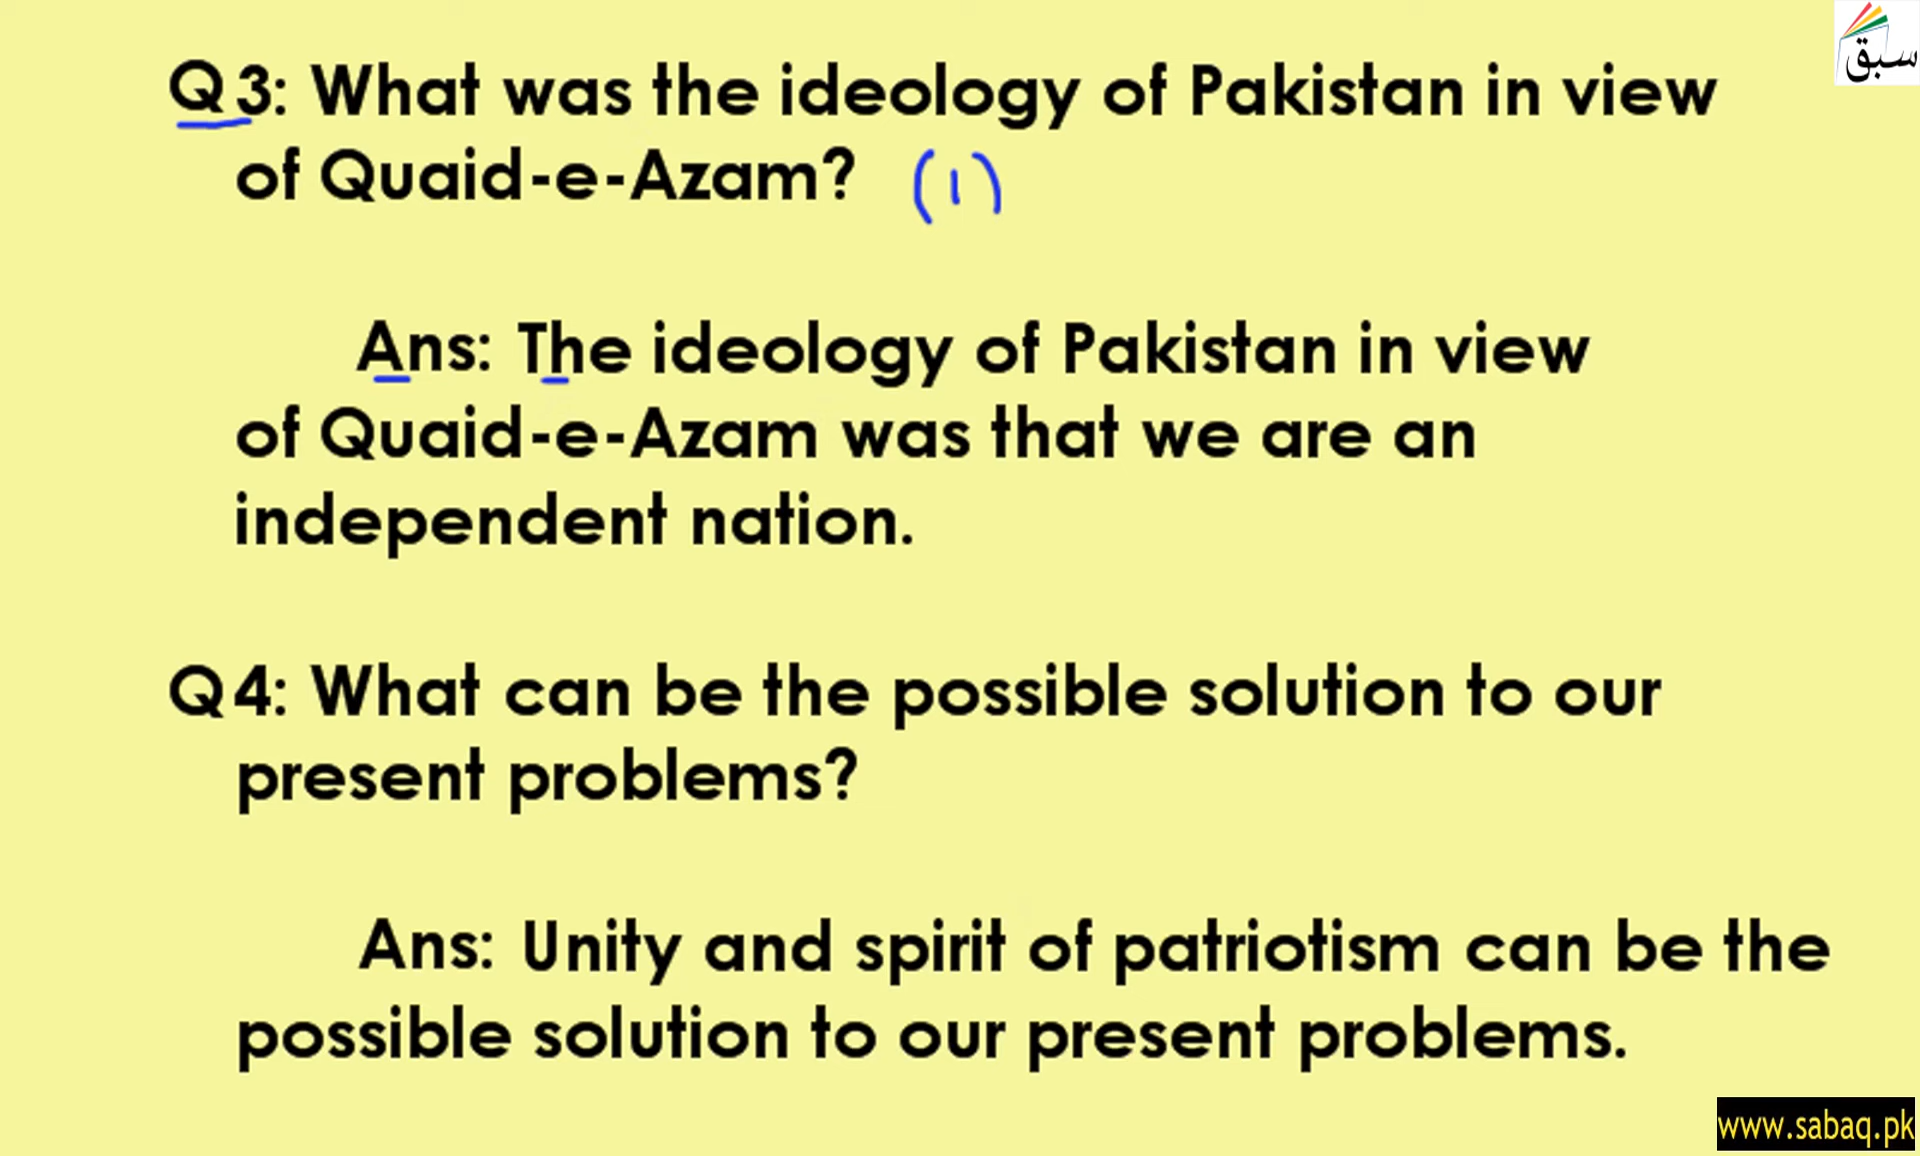 سبق
Q3: What was the ideology of Pakistan in view
of Quaid-e-Azam? (1)
Ans: The ideology of Pakistan in view
of Quaid-e-Azam was that we are an
independent nation.
Q4: What can be the possible solution to our
present problems?
Ans: Unity and spirit of patriotism can be the
possible solution to our present problems.
www.sabaq.pk